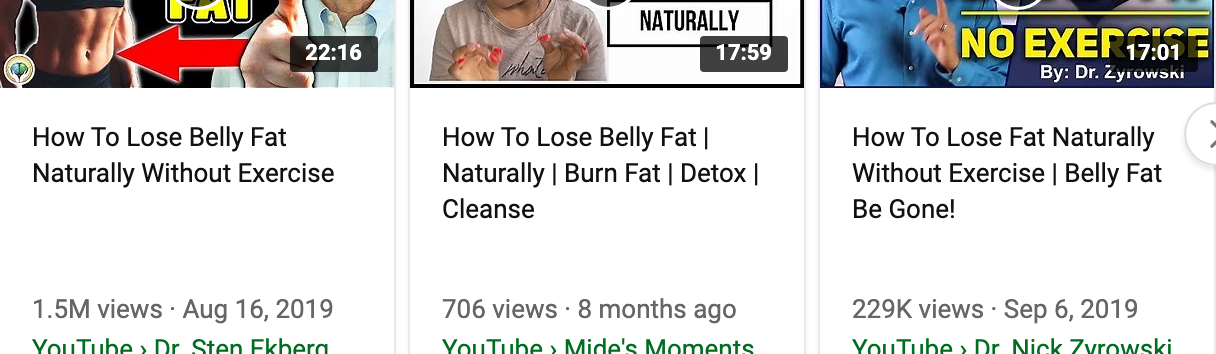 FAT
22:16
How To Lose Belly Fat
Naturally Without Exercise
1.5M views · Aug 16, 2019
YouTube › Dr. Sten Ekberg
NATURALLY
what
17:59
How To Lose Belly Fat |
Naturally | Burn Fat | Detox |
Cleanse
706 views · 8 months ago
YouTube › Mide's Moments
NO EXERCISE
17:01
By: Dr. Zyrowski
How To Lose Fat Naturally
Without Exercise | Belly Fat
Be Gone!
229K views · Sep 6, 2019
YouTube › Dr. Nick Zyrowski